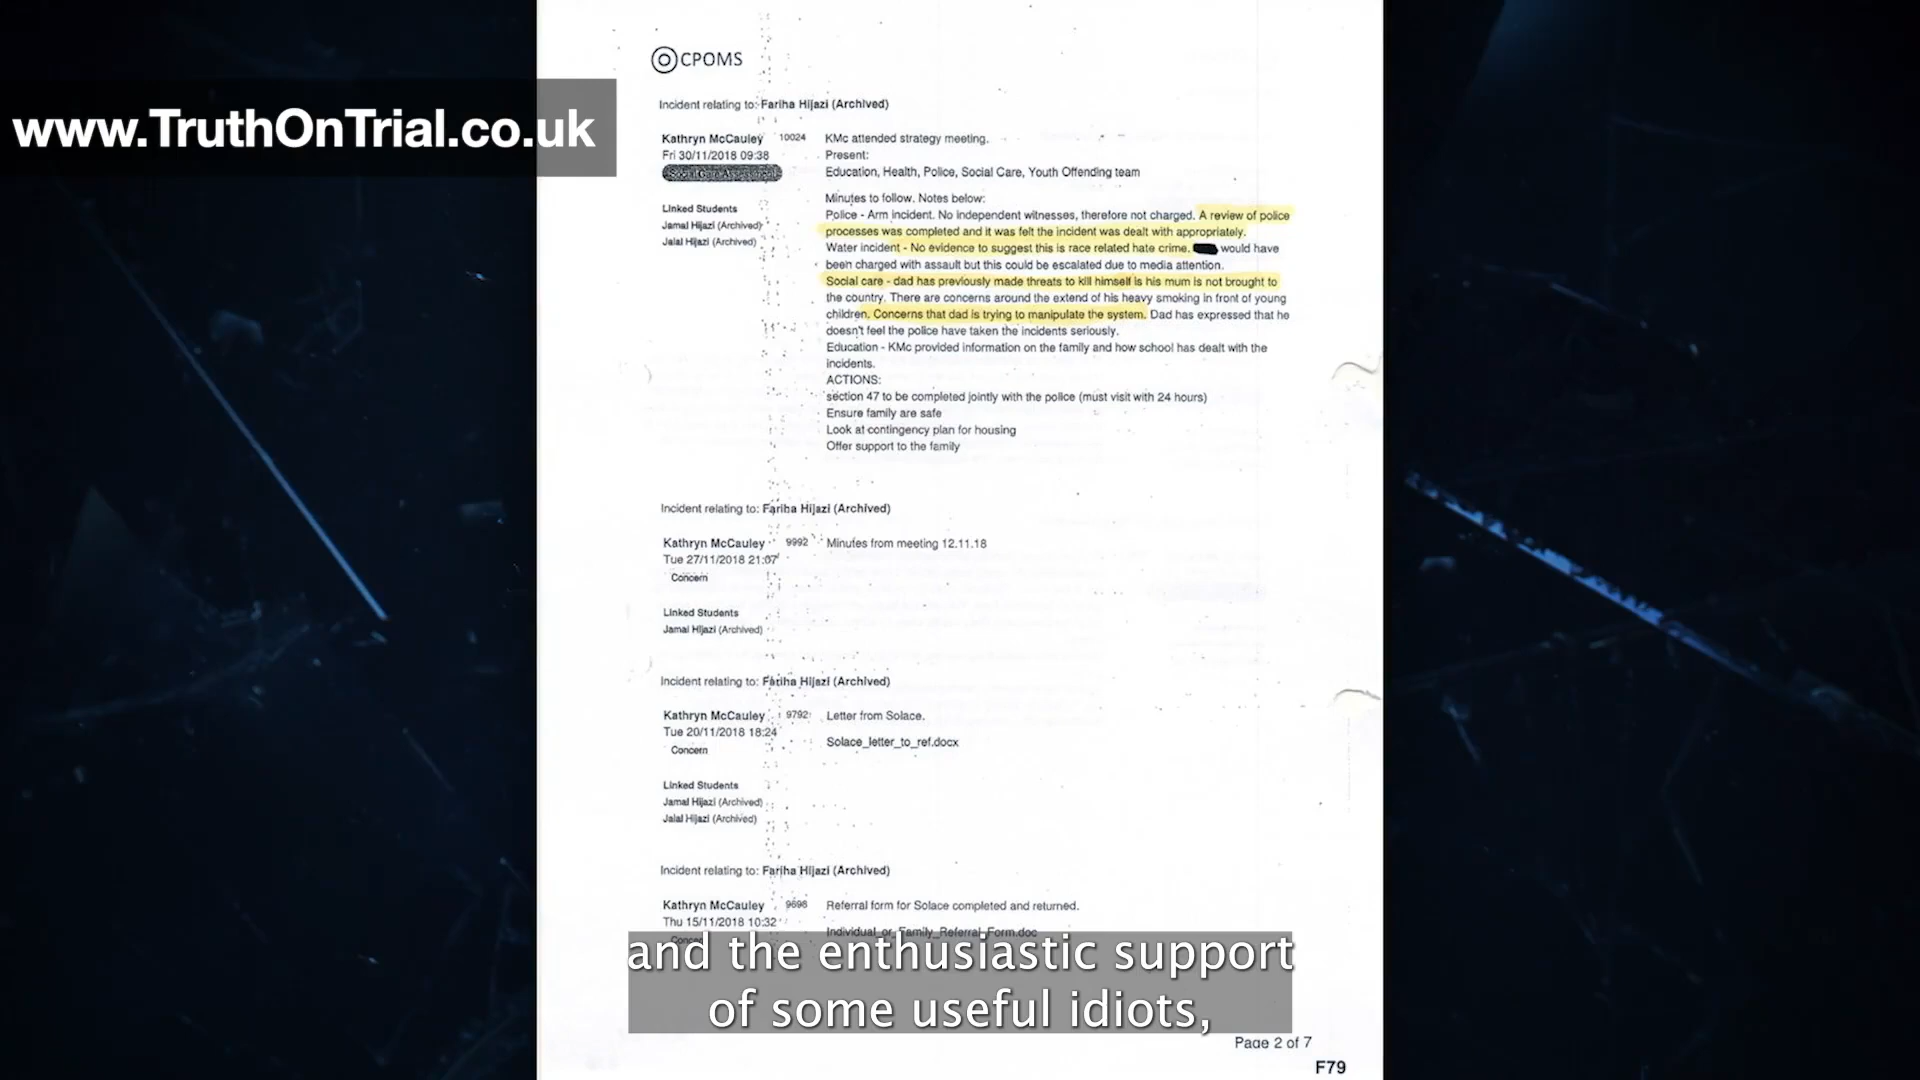 CPOMS
www.TruthOnTrial.co.uk
Incident relating to: Fariha Hijazi (Archived)
Kathryn McCauley 10024 KMc attended strategy meeting.
Fri 30/11/2018 09:38 Present:
Social Care Assessment Education, Health, Police, Social Care, Youth Offending team
Minutes to follow. Notes below:
Linked Students Police - Arm incident. No independent witnesses, therefore not charged. A review of police
Jamal Hijazi (Archived) processes was completed and it was felt the incident was dealt with appropriately.
Jalal Hijazi (Archived) Water incident - No evidence to suggest this is race related hate crime. would have
been charged with assault but this could be escalated due to media attention.
Social care - dad has previously made threats to kill himself is his mum is not brought to
the country. There are concerns around the extend of his heavy smoking in front of young
children. Concerns that dad is trying to manipulate the system. Dad has expressed that he
doesn't feel the police have taken the incidents seriously.
Education - KMc provided information on the family and how school has dealt with the
incidents.
ACTIONS:
section 47 to be completed jointly with the police (must visit with 24 hours)
Ensure family are safe
Look at contingency plan for housing
Offer support to the family
Incident relating to: Fariha Hijazi (Archived)
Kathryn McCauley 9992 Minutes from meeting 12.11.18
Tue 27/11/2018 21:07
Concern
Linked Students
Jamal Hijazi (Archived)
Incident relating to: Fariha Hijazi (Archived)
Kathryn McCauley 9792 Letter from Solace.
Tue 20/11/2018 18:24
Solace_letter_to_ref.docx
Concern
Linked Students
Jamal Hijazi (Archived)
Jalal Hijazi (Archived)
Incident relating to: Fariha Hijazi (Archived)
Kathryn McCauley 9698 Referral form for Solace completed and returned.
Thu 15/11/2018 10:32
Individual_or_Family_Referral_Form.doc
Concern
and the enthusiastic support
of some useful idiots,
Page 2 of 7
F79